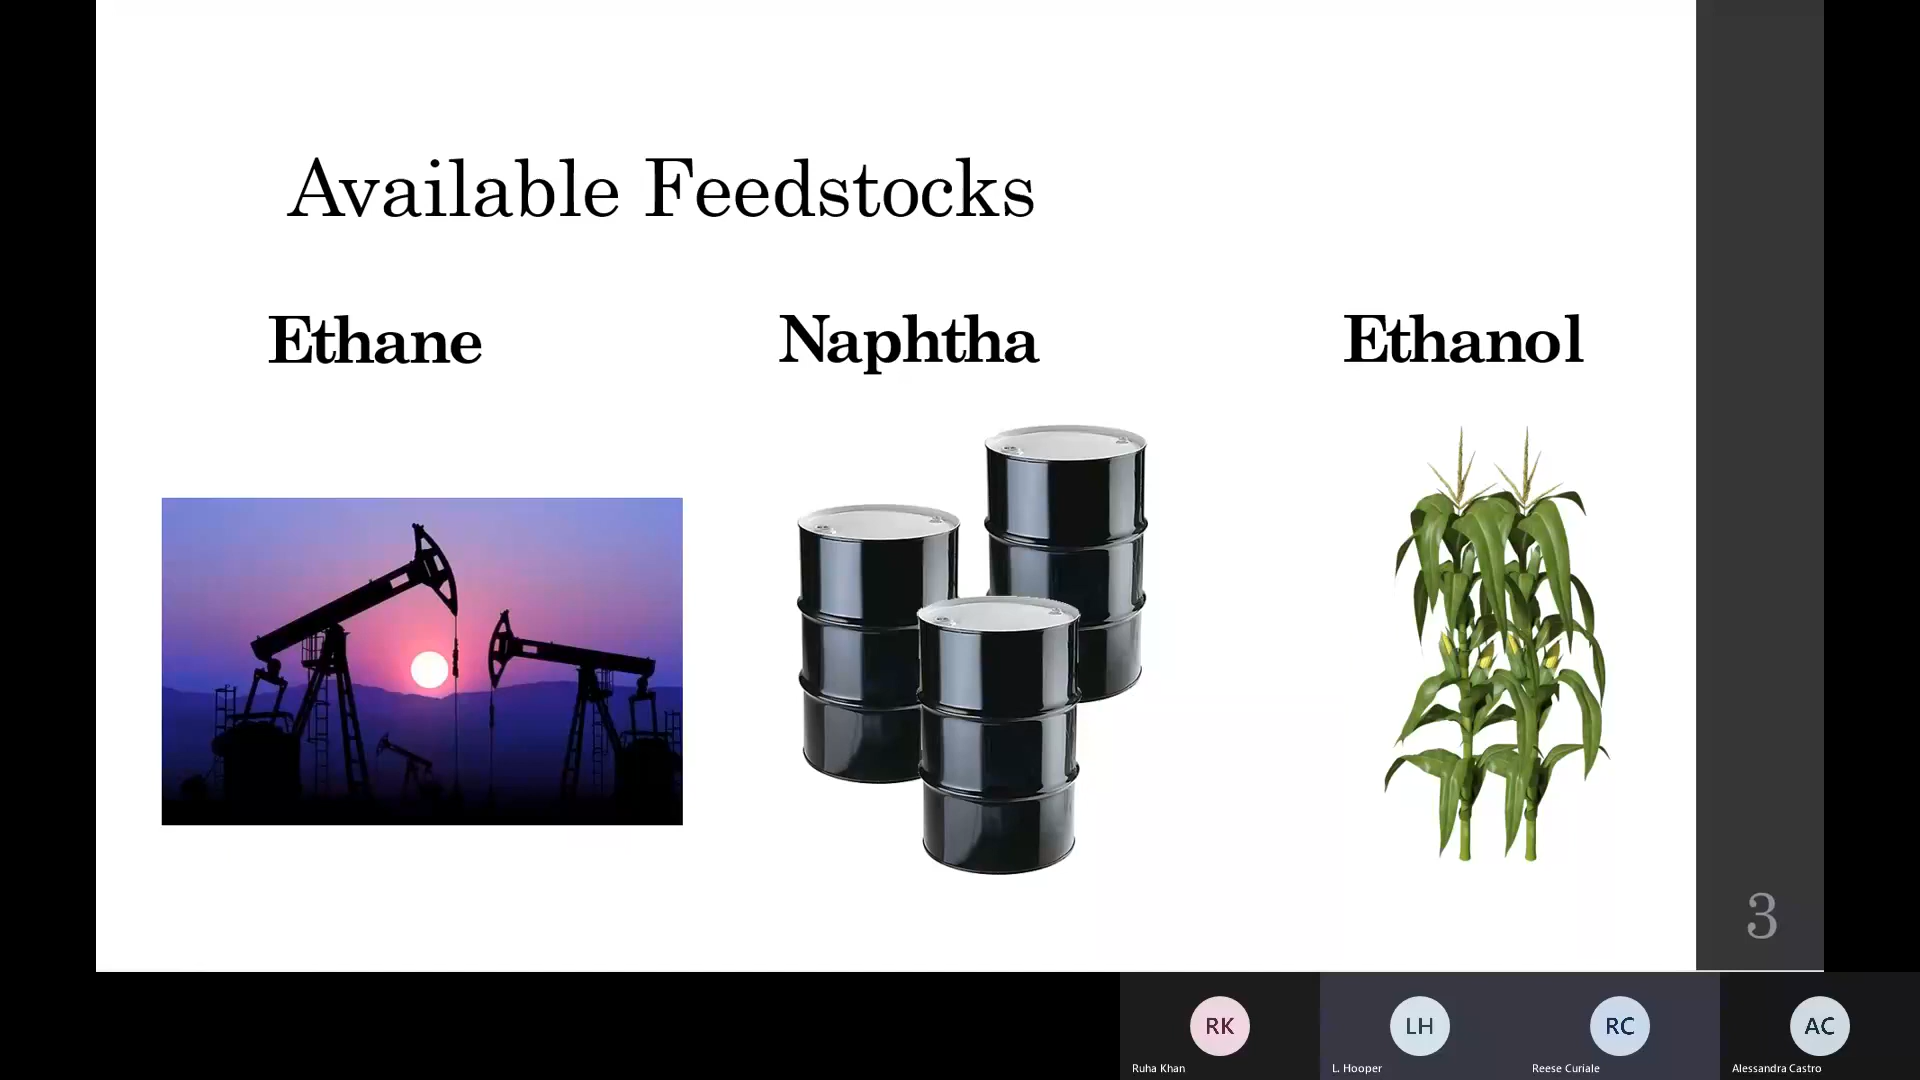 Available Feedstocks
Ethane
Naphtha
Ethanol
3
RK
LH
RC
AC
Ruha Khan
L. Hooper
Reese Curiale
Alessandra Castro